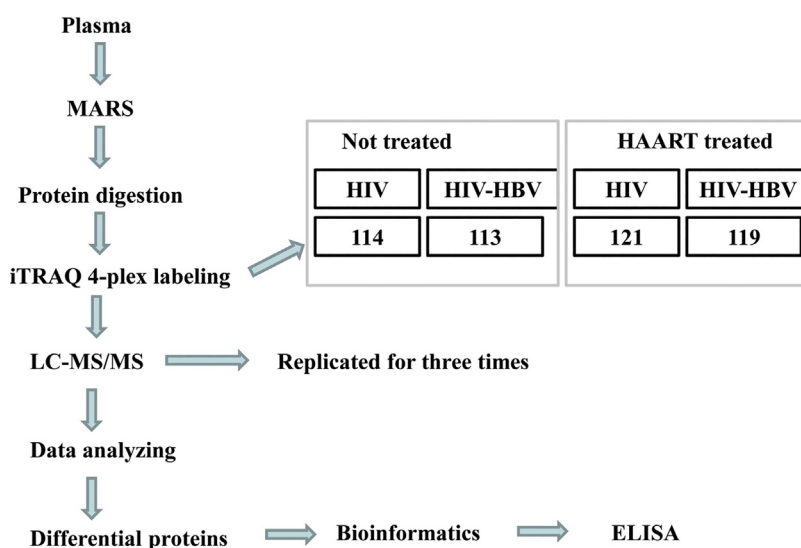 Plasma
MARS
Protein digestion
iTRAQ 4-plex labeling
Not treated
HIV HIV-HBV
114 113
HAART treated
HIV HIV-HBV
121 119
LC-MS/MS
Replicated for three times
Data analyzing
Differential proteins
Bioinformatics
ELISA